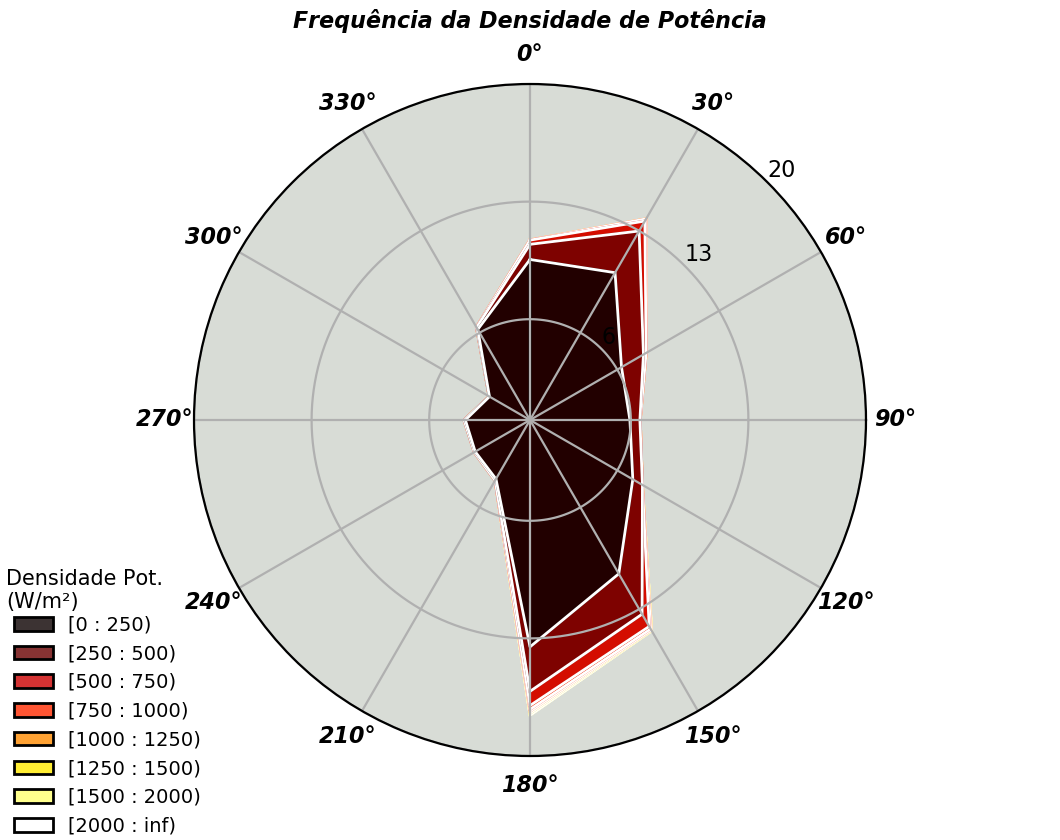 Frequência da Densidade de Potência
0°
330°
30°
20
300°
60°
13
6
270°
90°
240°
120°
210°
150°
180°
Densidade Pot.
(W/m²)
[0 : 250)
[250 : 500)
[500 : 750)
[750 : 1000)
[1000 : 1250)
[1250 : 1500)
[1500 : 2000)
[2000 : inf)